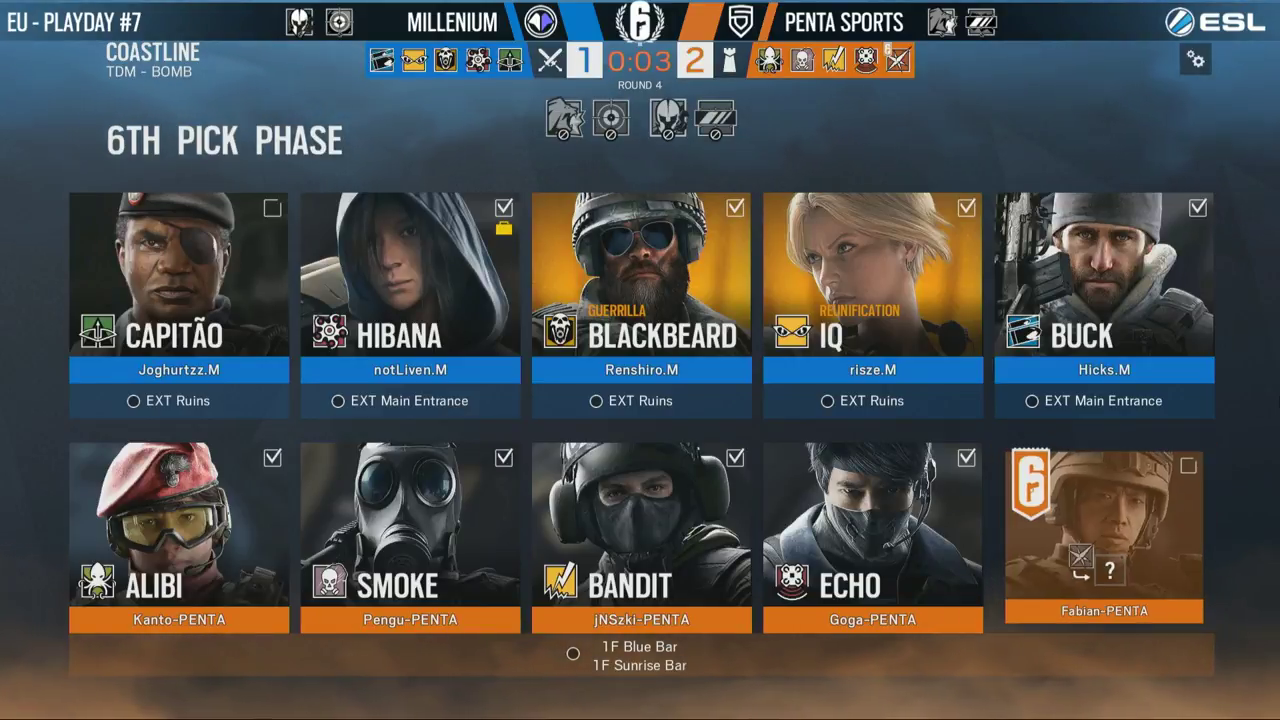 EU - PLAYDAY #7
MILLENIUM
6
PENTA SPORTS
ESL
COASTLINE
TDM - BOMB
1
0:03
2
6
ROUND 4
6TH PICK PHASE
CAPITÃO
Joghurtzz.M
EXT Ruins
HIBANA
notLiven.M
EXT Main Entrance
GUERRILLA
BLACKBEARD
Renshiro.M
EXT Ruins
REUNIFICATION
IQ
risze.M
EXT Ruins
BUCK
Hicks.M
EXT Main Entrance
ALIBI
Kanto-PENTA
SMOKE
Pengu-PENTA
BANDIT
jNSzki-PENTA
ECHO
Goga-PENTA
6
?
Fabian-PENTA
1F Blue Bar
1F Sunrise Bar